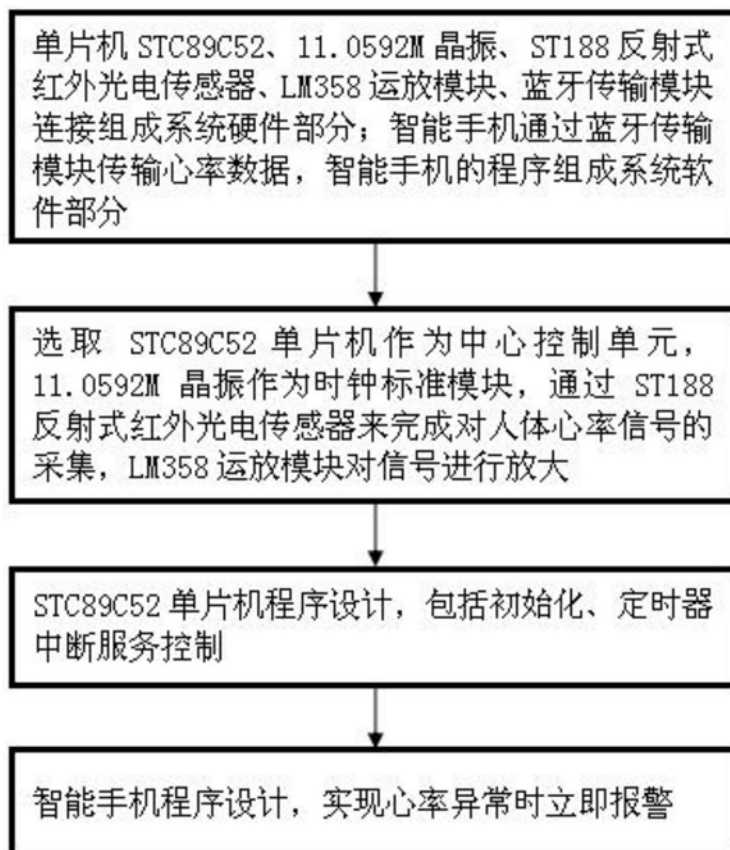 单片机 STC89C52、11.0592M 晶振、ST188 反射式
红外光电传感器、LM358 运放模块、蓝牙传输模块
连接组成系统硬件部分；智能手机通过蓝牙传输
模块传输心率数据，智能手机的程序组成系统软
件部分
选取 STC89C52 单片机作为中心控制单元，
11.0592M 晶振作为时钟标准模块，通过 ST188
反射式红外光电传感器来完成对人体心率信号的
采集，LM358 运放模块对信号进行放大
STC89C52 单片机程序设计，包括初始化、定时器
中断服务控制
智能手机程序设计，实现心率异常时立即报警